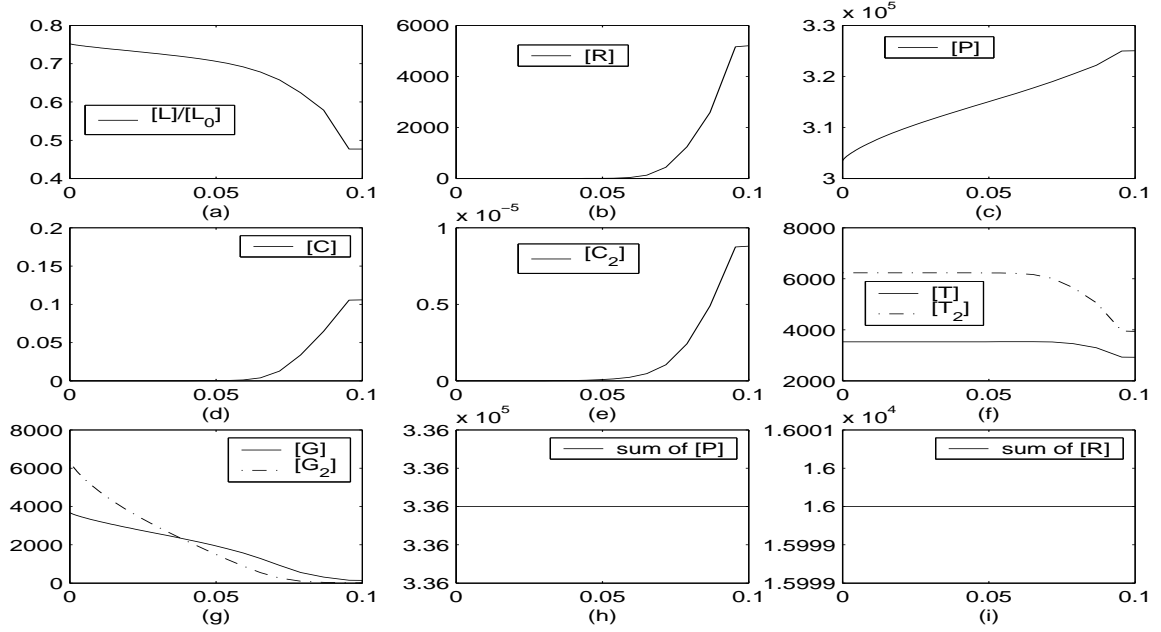 0.8
0.7
0.6
0.5
0.4
[L]/[L0]
0 0.05 0.1
(a)
6000
4000
2000
0
[R]
0 0.05 0.1
(b)
x 10^5
3.3
3.25
3.1
3
[P]
0 0.05 0.1
(c)
0.2
0.15
0.1
0.05
0
[C]
0 0.05 0.1
(d)
x 10^-5
1
0.5
0
[C2]
0 0.05 0.1
(e)
8000
6000
4000
2000
[T]
[T2]
0 0.05 0.1
(f)
8000
6000
4000
2000
0
[G]
[G2]
0 0.05 0.1
(g)
x 10^5
3.36
3.36
3.36
3.36
3.36
sum of [P]
0 0.05 0.1
(h)
x 10^4
1.6001
1.6
1.6
1.5999
1.5999
sum of [R]
0 0.05 0.1
(i)